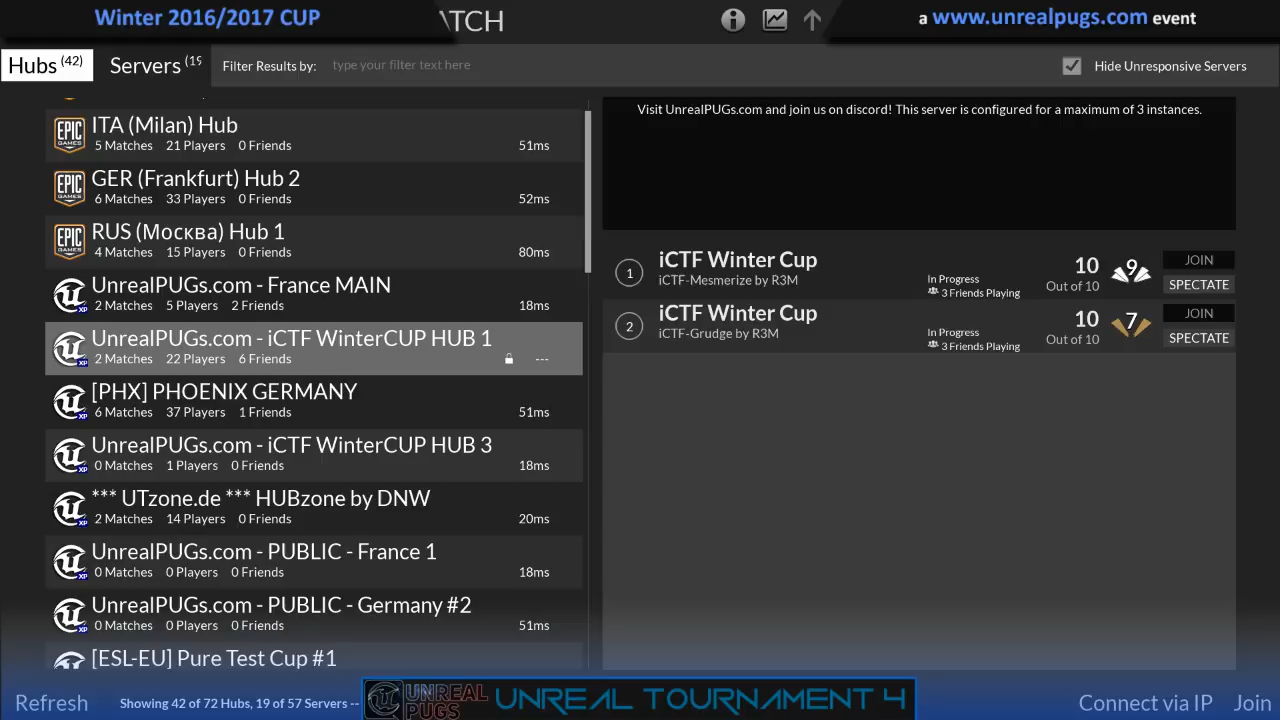 Winter 2016/2017 CUP
ATCH
a www.unrealpugs.com event
Hubs (42)
Servers (19
Filter Results by:
type your filter text here
Hide Unresponsive Servers
ITA (Milan) Hub
5 Matches 21 Players 0 Friends
51ms
GER (Frankfurt) Hub 2
6 Matches 33 Players 0 Friends
52ms
RUS (Москва) Hub 1
4 Matches 15 Players 0 Friends
80ms
UnrealPUGs.com - France MAIN
2 Matches 5 Players 2 Friends
18ms
UnrealPUGs.com - iCTF WinterCUP HUB 1
2 Matches 22 Players 6 Friends
---
[PHX] PHOENIX GERMANY
6 Matches 37 Players 1 Friends
51ms
UnrealPUGs.com - iCTF WinterCUP HUB 3
0 Matches 1 Players 0 Friends
18ms
*** UTzone.de *** HUBzone by DNW
2 Matches 14 Players 0 Friends
20ms
UnrealPUGs.com - PUBLIC - France 1
0 Matches 0 Players 0 Friends
18ms
UnrealPUGs.com - PUBLIC - Germany #2
0 Matches 0 Players 0 Friends
51ms
[ESL-EU] Pure Test Cup #1
EPIC GAMES
EPIC GAMES
EPIC GAMES
Visit UnrealPUGs.com and join us on discord! This server is configured for a maximum of 3 instances.
1
iCTF Winter Cup
iCTF-Mesmerize by R3M
In Progress
3 Friends Playing
10
Out of 10
9
JOIN
SPECTATE
2
iCTF Winter Cup
iCTF-Grudge by R3M
In Progress
3 Friends Playing
10
Out of 10
7
JOIN
SPECTATE
Refresh
Showing 42 of 72 Hubs, 19 of 57 Servers --
UNREAL PUGS
UNREAL TOURNAMENT 4
Connect via IP
Join